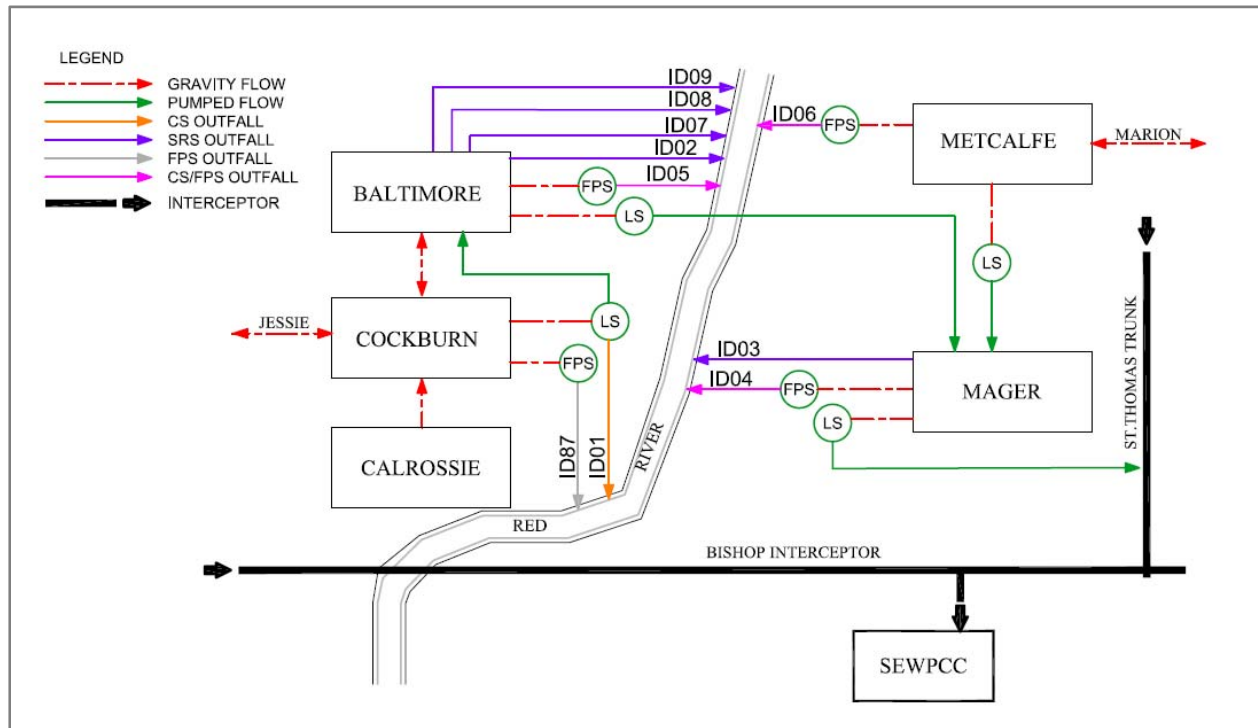 LEGEND
GRAVITY FLOW
PUMPED FLOW
CS OUTFALL
SRS OUTFALL
FPS OUTFALL
CS/FPS OUTFALL
INTERCEPTOR
ID09
ID08
ID07
ID02
ID05
ID06
FPS
METCALFE
MARION
BALTIMORE
FPS
LS
LS
JESSIE
COCKBURN
LS
FPS
ID03
ID04
FPS
MAGER
LS
ST.THOMAS TRUNK
CALROSSIE
ID87
ID01
RIVER
RED
BISHOP INTERCEPTOR
SEWPCC